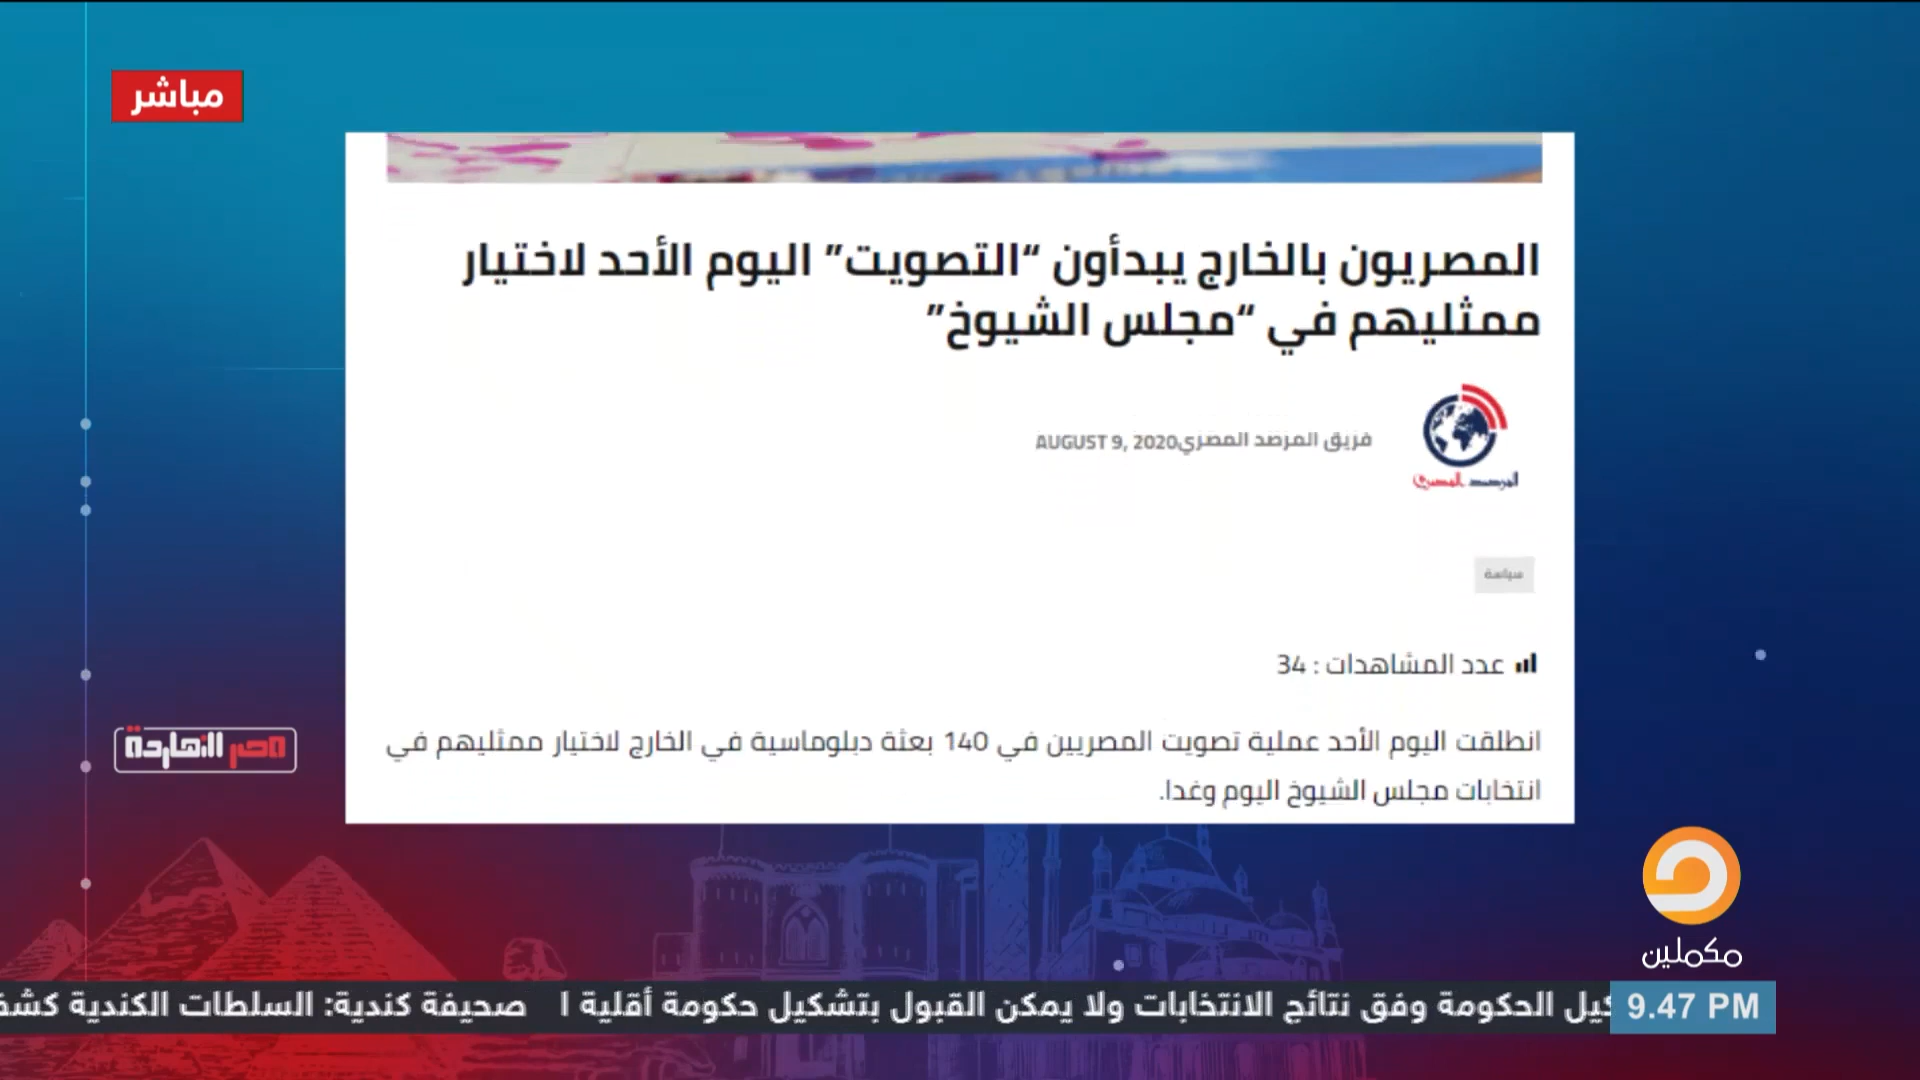 مباشر
المصريون بالخارج يبدأون “التصويت” اليوم الأحد لاختيار
ممثليهم في “مجلس الشيوخ”
فريق المرصد المصري AUGUST 9, 2020
المرصد المصري
سياسة
عدد المشاهدات : 34
انطلقت اليوم الأحد عملية تصويت المصريين في 140 بعثة دبلوماسية في الخارج لاختيار ممثليهم في
انتخابات مجلس الشيوخ اليوم وغدا.
مصر النهاردة
مكملين
الحكومة وفق نتائج الانتخابات ولا يمكن القبول بتشكيل حكومة أقلية ا صحيفة كندية: السلطات الكندية
9.47 PM